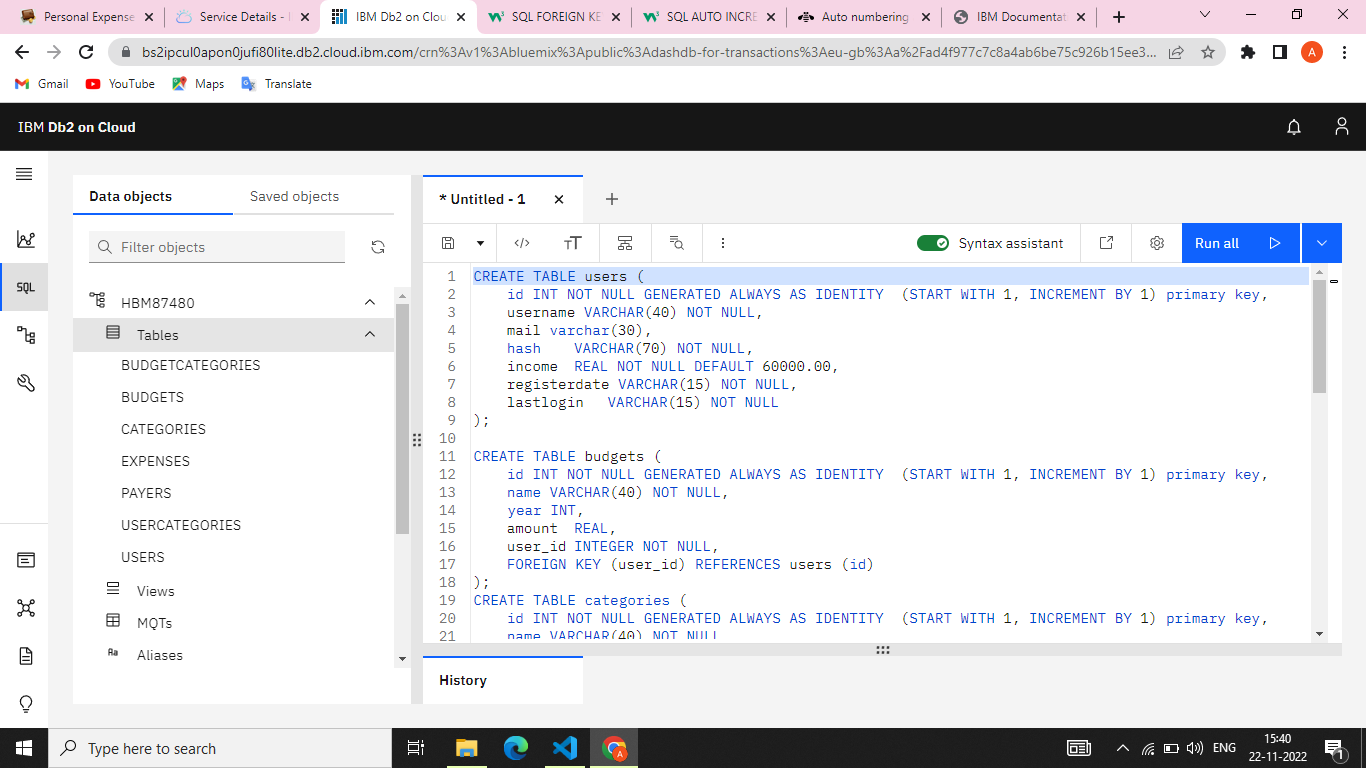 Personal Expense
Service Details - I
IBM Db2 on Clou
SQL FOREIGN KE
SQL AUTO INCRE
Auto numbering
IBM Documentat
bs2ipcul0apon0jufi80lite.db2.cloud.ibm.com/crn%3Av1%3Abluemix%3Apublic%3Adashdb-for-transactions%3Aeu-gb%3Aa%2Fad4f977c7c8a4ab6be75c926b15ee3...
A
Gmail
YouTube
Maps
Translate
IBM Db2 on Cloud
Data objects
Saved objects
* Untitled - 1
Filter objects
Syntax assistant
Run all
SQL
HBM87480
Tables
BUDGETCATEGORIES
BUDGETS
CATEGORIES
EXPENSES
PAYERS
USERCATEGORIES
USERS
Views
MQTs
Aa Aliases
1 CREATE TABLE users (
2 id INT NOT NULL GENERATED ALWAYS AS IDENTITY  (START WITH 1, INCREMENT BY 1) primary key,
3 username VARCHAR(40) NOT NULL,
4 mail varchar(30),
5 hash    VARCHAR(70) NOT NULL,
6 income  REAL NOT NULL DEFAULT 60000.00,
7 registerdate VARCHAR(15) NOT NULL,
8 lastlogin   VARCHAR(15) NOT NULL
9 );
10
11 CREATE TABLE budgets (
12 id INT NOT NULL GENERATED ALWAYS AS IDENTITY  (START WITH 1, INCREMENT BY 1) primary key,
13 name VARCHAR(40) NOT NULL,
14 year INT,
15 amount  REAL,
16 user_id INTEGER NOT NULL,
17 FOREIGN KEY (user_id) REFERENCES users (id)
18 );
19 CREATE TABLE categories (
20 id INT NOT NULL GENERATED ALWAYS AS IDENTITY  (START WITH 1, INCREMENT BY 1) primary key,
21 name VARCHAR(40) NOT NULL
History
Type here to search
ENG
15:40
22-11-2022
1